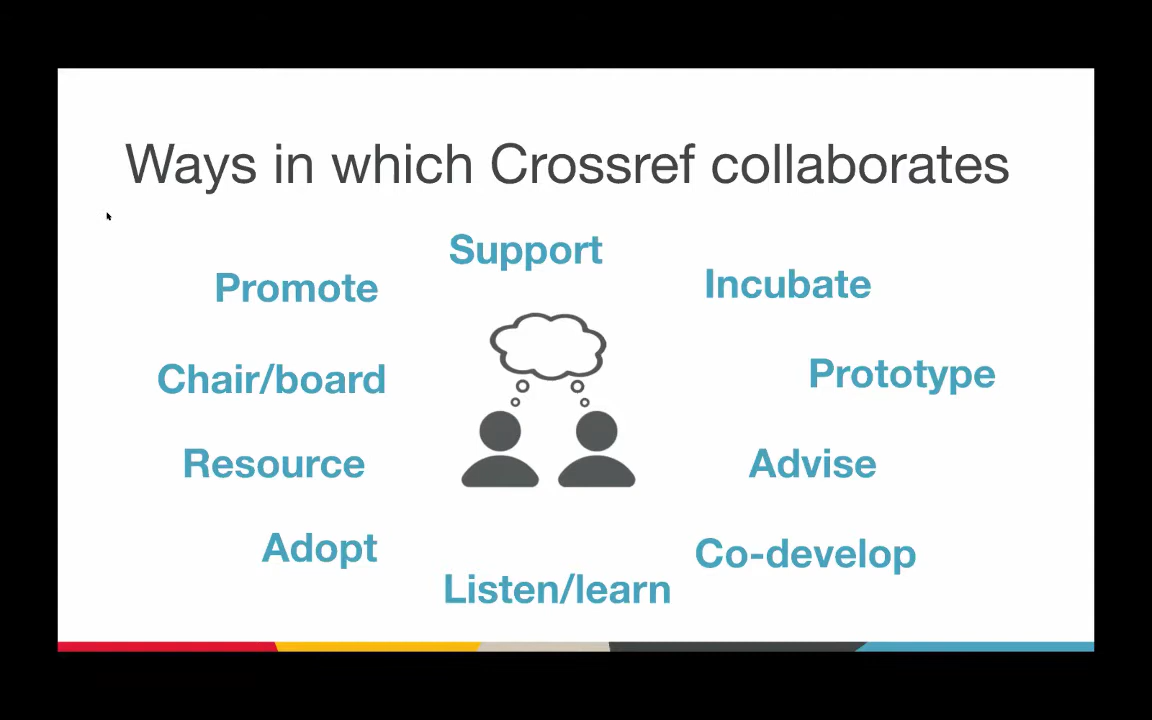 Ways in which Crossref collaborates
Support
Promote
Incubate
Chair/board
Prototype
Resource
Advise
Adopt
Co-develop
Listen/learn